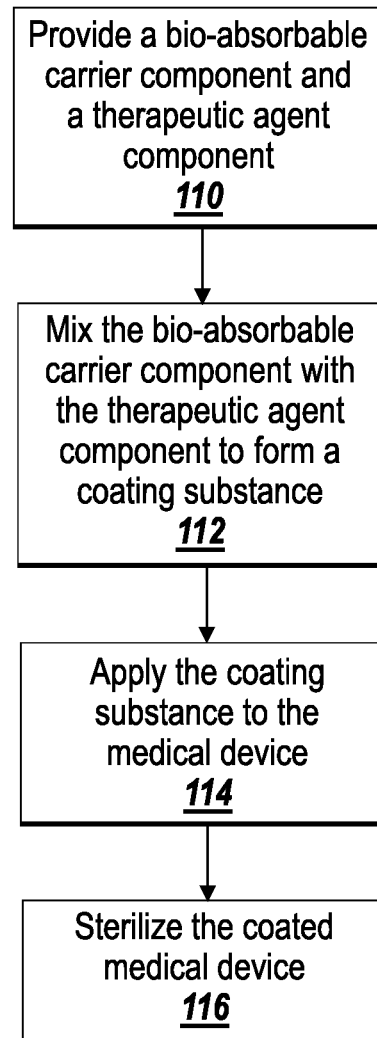 Provide a bio-absorbable
carrier component and
a therapeutic agent
component
110
Mix the bio-absorbable
carrier component with
the therapeutic agent
component to form a
coating substance
112
Apply the coating
substance to the
medical device
114
Sterilize the coated
medical device
116